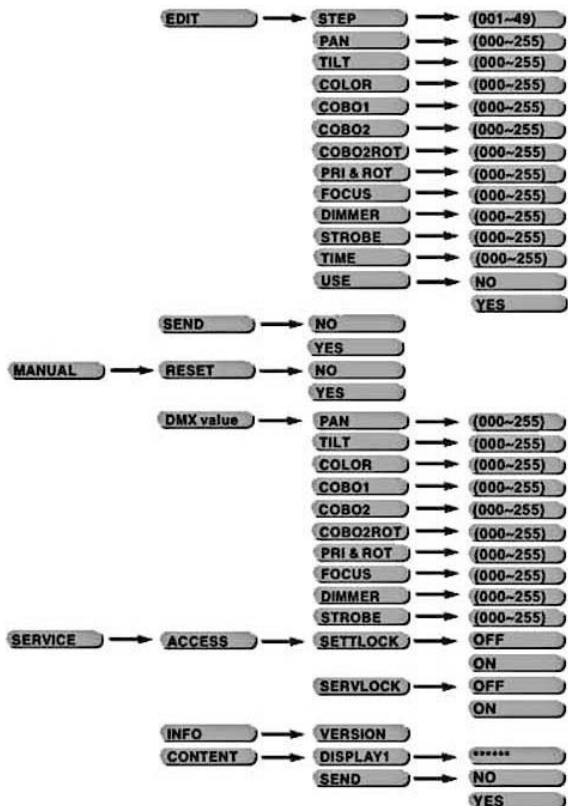 EDIT STEP (001~49)
PAN (000~255)
TILT (000~255)
COLOR (000~255)
COBO1 (000~255)
COBO2 (000~255)
COBO2ROT (000~255)
PRI & ROT (000~255)
FOCUS (000~255)
DIMMER (000~255)
STROBE (000~255)
TIME (000~255)
USE NO
YES
SEND NO
YES
MANUAL RESET NO
YES
DMX value PAN (000~255)
TILT (000~255)
COLOR (000~255)
COBO1 (000~255)
COBO2 (000~255)
COBO2ROT (000~255)
PRI & ROT (000~255)
FOCUS (000~255)
DIMMER (000~255)
STROBE (000~255)
SERVICE ACCESS SETTLOCK OFF
ON
SERVLOCK OFF
ON
INFO VERSION
CONTENT DISPLAY1 ******
SEND NO
YES